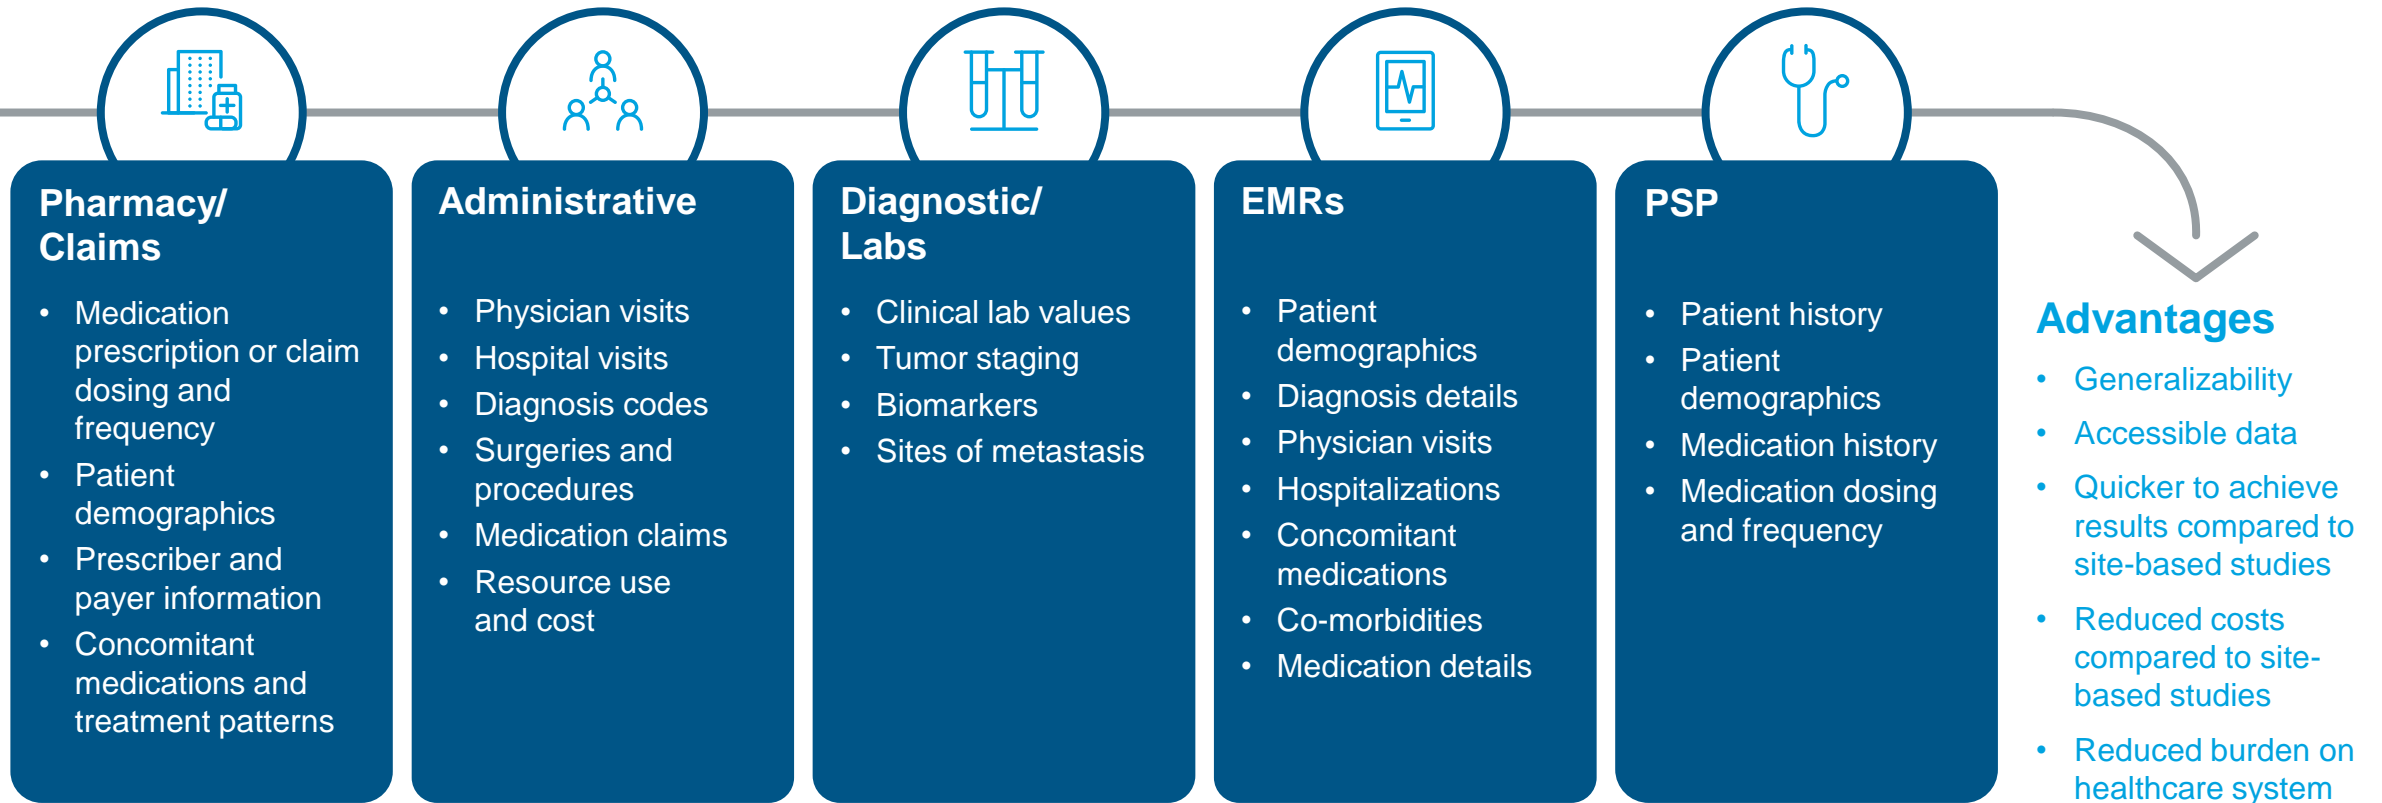 Pharmacy/
Claims
• Medication
prescription or claim
dosing and
frequency
• Patient
demographics
• Prescriber and
payer information
• Concomitant
medications and
treatment patterns
Administrative
• Physician visits
• Hospital visits
• Diagnosis codes
• Surgeries and
procedures
• Medication claims
• Resource use
and cost
Diagnostic/
Labs
• Clinical lab values
• Tumor staging
• Biomarkers
• Sites of metastasis
EMRs
• Patient
demographics
• Diagnosis details
• Physician visits
• Hospitalizations
• Concomitant
medications
• Co-morbidities
• Medication details
PSP
• Patient history
• Patient
demographics
• Medication history
• Medication dosing
and frequency
Advantages
• Generalizability
• Accessible data
• Quicker to achieve
results compared to
site-based studies
• Reduced costs
compared to site-
based studies
• Reduced burden on
healthcare system